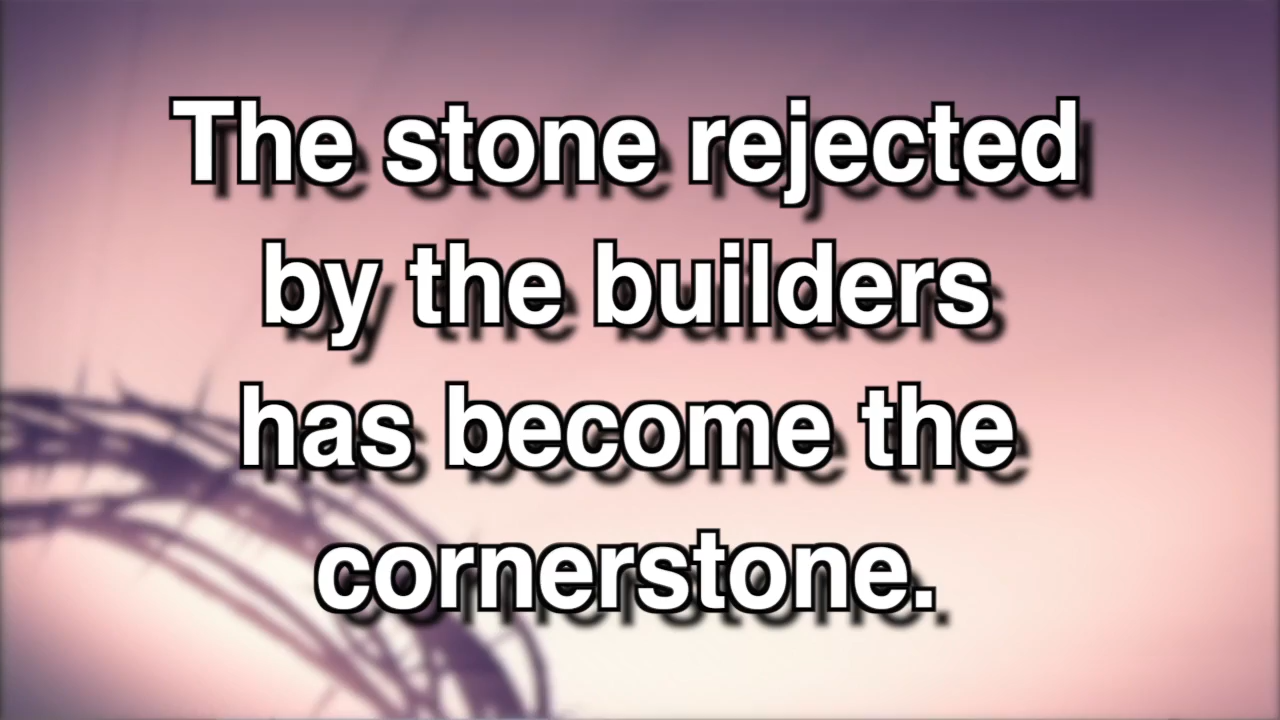 The stone rejected
by the builders
has become the
cornerstone.